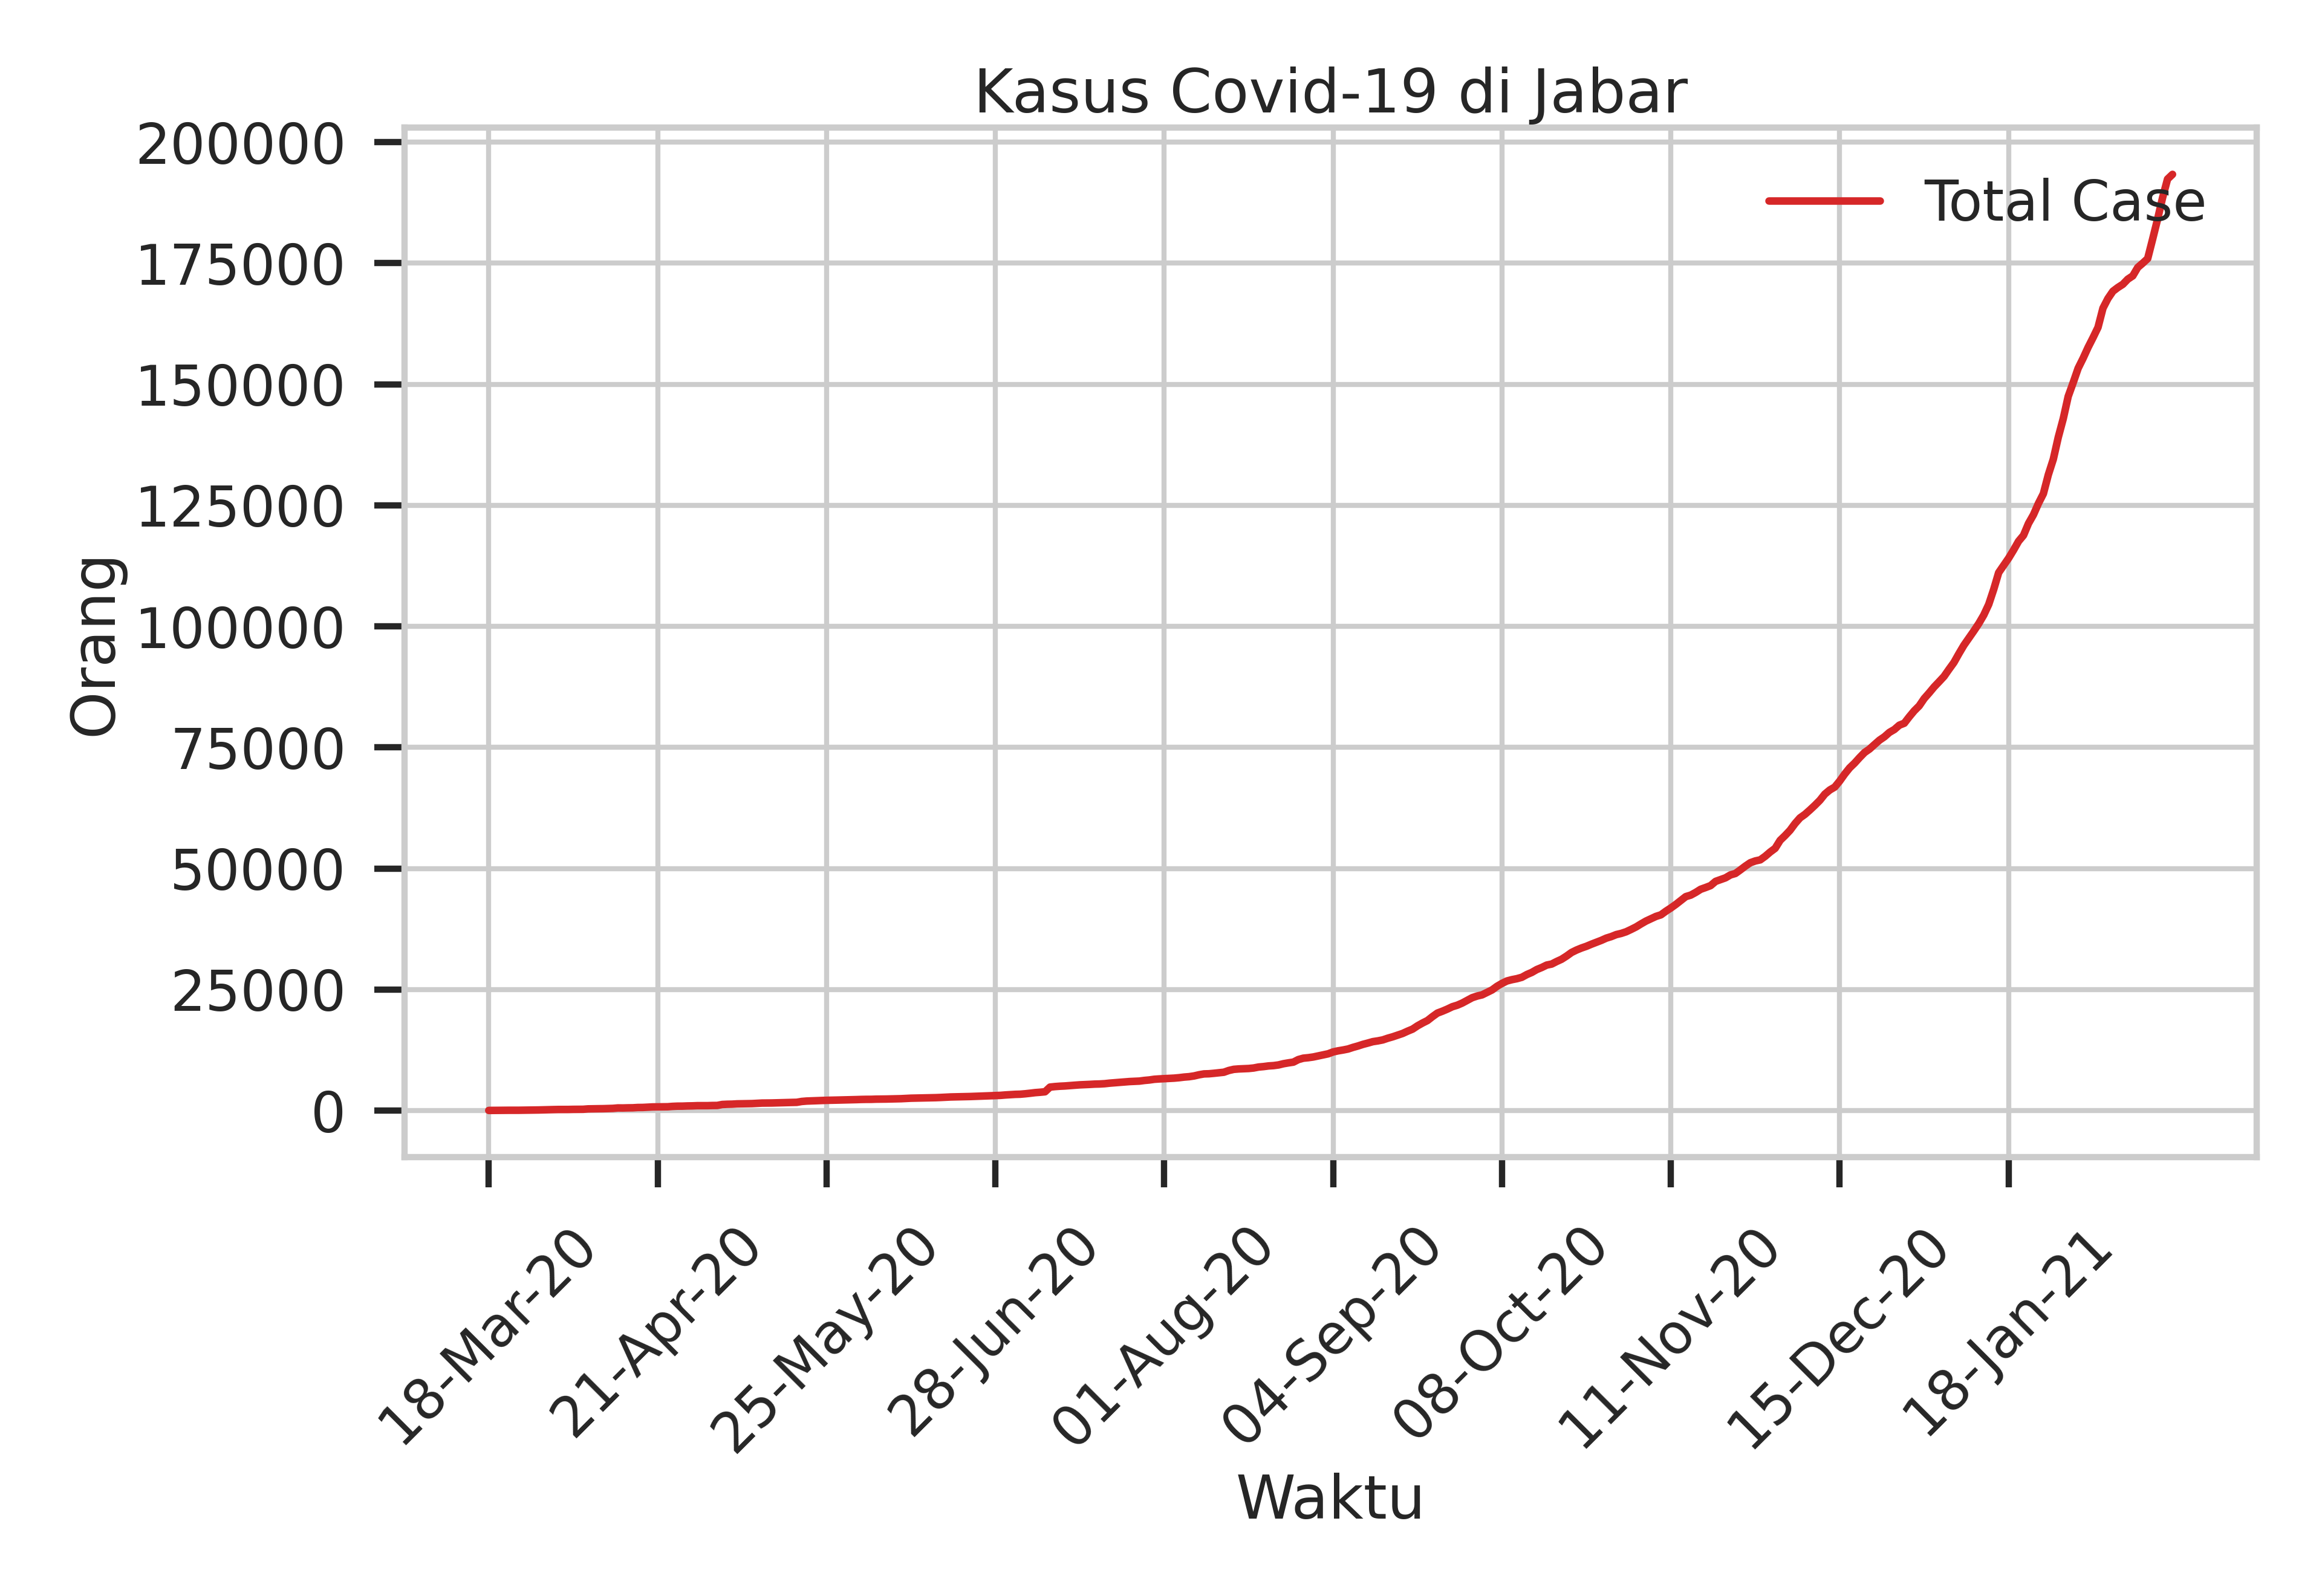 Kasus Covid-19 di Jabar
Total Case
Orang
200000
175000
150000
125000
100000
75000
50000
25000
0
18-Mar-20
21-Apr-20
25-May-20
28-Jun-20
01-Aug-20
04-Sep-20
08-Oct-20
11-Nov-20
15-Dec-20
18-Jan-21
Waktu